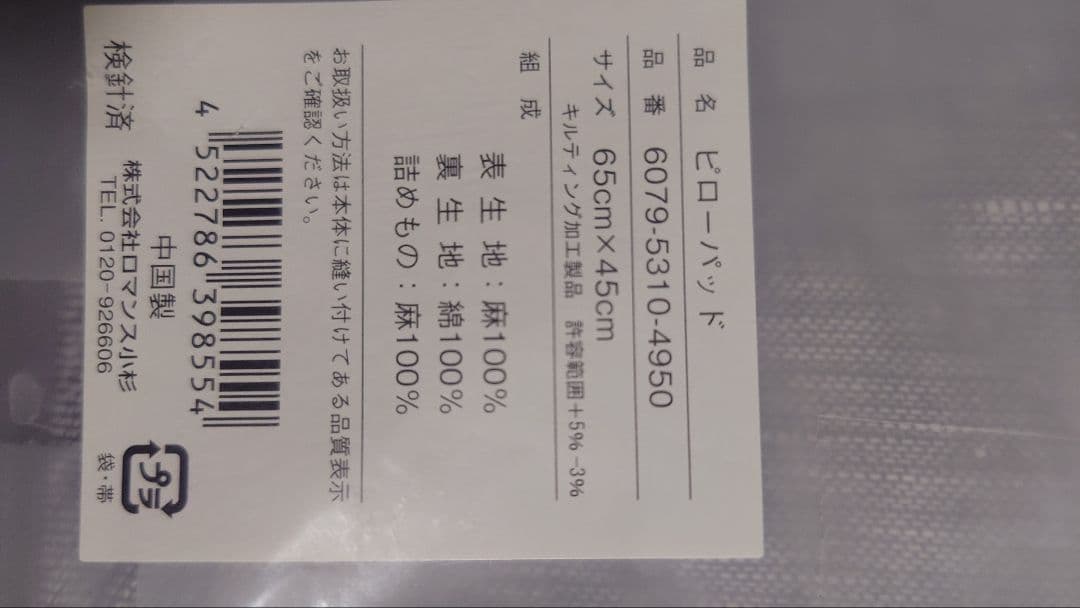 品名 ピローパッド
品番 6079-5310-4950
サイズ 65cm×45cm
キルティング加工製品 許容範囲+5%-3%
組成
表生地：麻100%
裏生地：綿100%
詰めもの：麻100%
お取扱い方法は本体に縫い付けてある品質表示
をご確認ください。
4 522786 398554
中国製
検針済 株式会社ロマンス小杉
TEL. 0120-926606
プラ
袋・帯